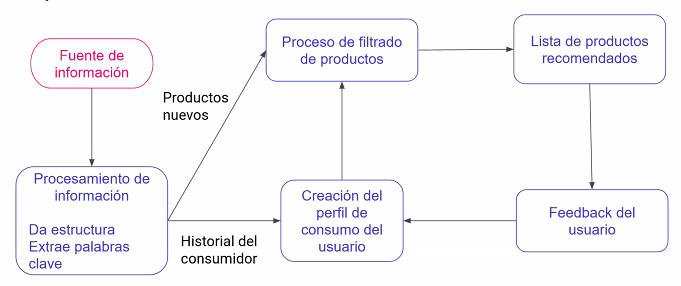 Fuente de
información
Productos
nuevos
Proceso de filtrado
de productos
Lista de productos
recomendados
Procesamiento de
información
Da estructura
Extrae palabras
clave
Historial del
consumidor
Creación del
perfil de
consumo del
usuario
Feedback del
usuario